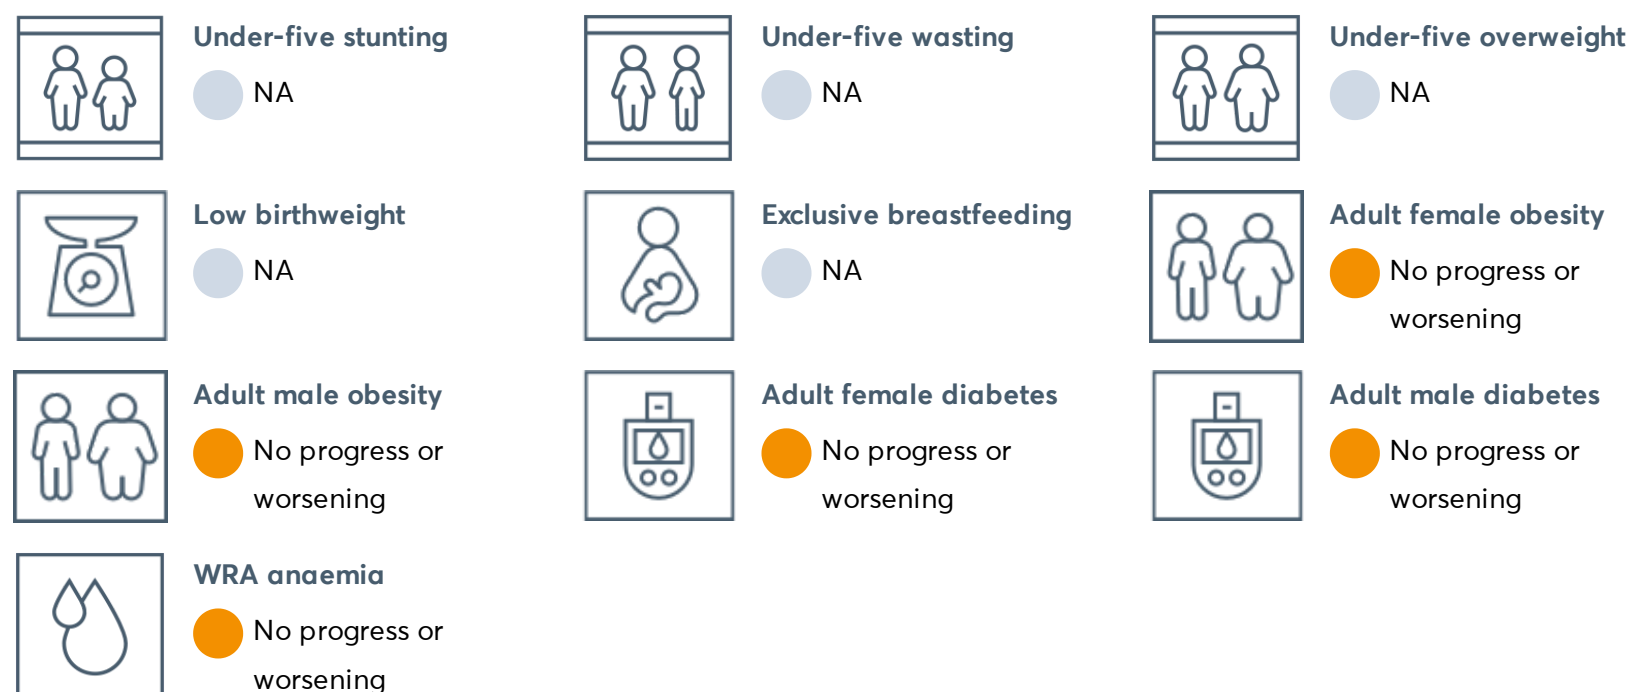 Under-five stunting
NA
Under-five wasting
NA
Under-five overweight
NA
Low birthweight
NA
Exclusive breastfeeding
NA
Adult female obesity
No progress or
worsening
Adult male obesity
No progress or
worsening
Adult female diabetes
No progress or
worsening
Adult male diabetes
No progress or
worsening
WRA anaemia
No progress or
worsening